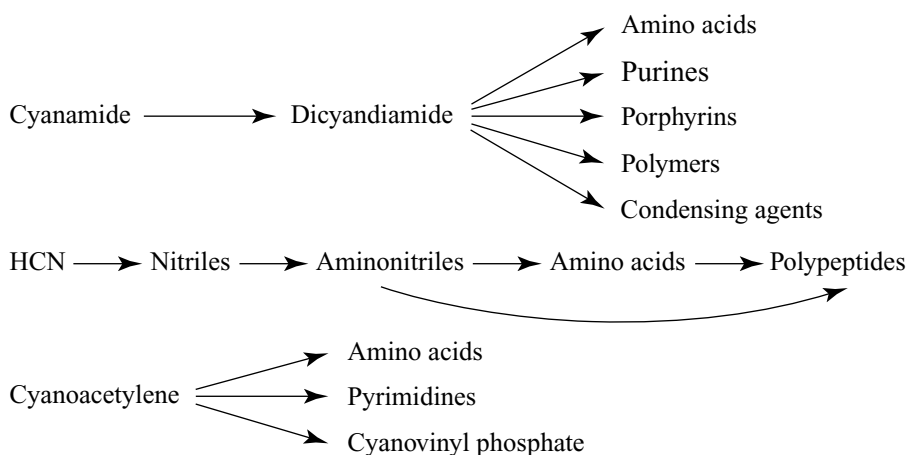 Amino acids
Purines
Cyanamide Dicyandiamide Porphyrins
Polymers
Condensing agents
HCN Nitriles Aminonitriles Amino acids Polypeptides
Amino acids
Cyanoacetylene Pyrimidines
Cyanovinyl phosphate